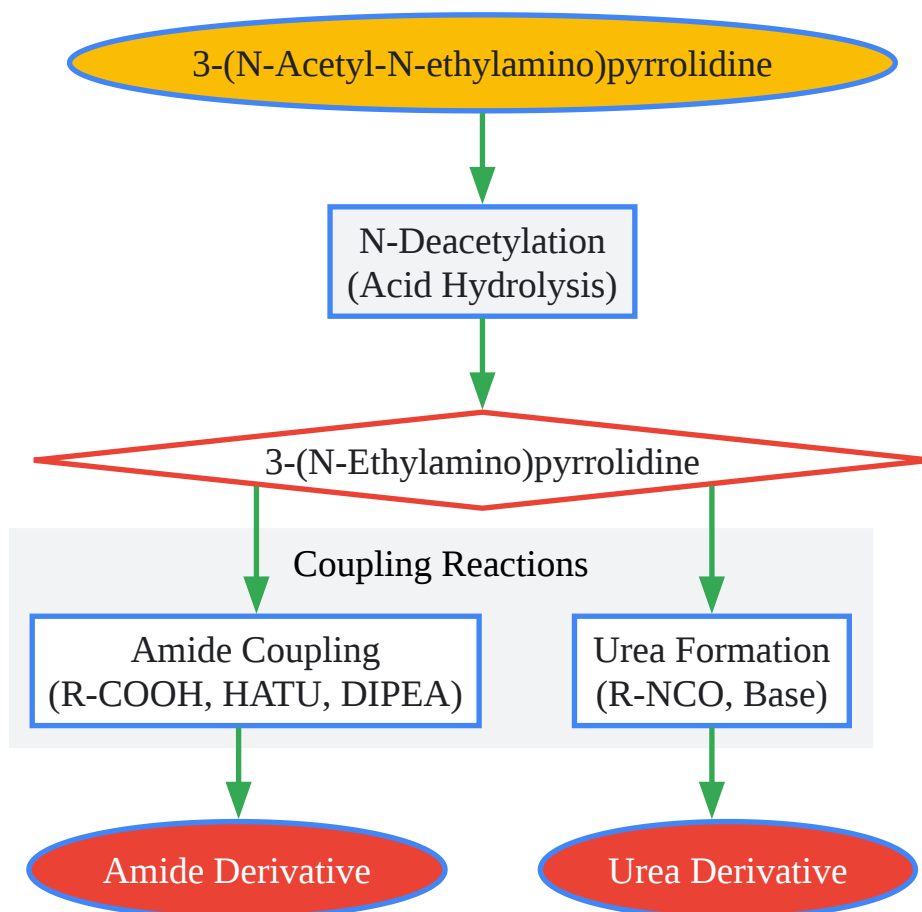 3-(N-Acetyl-N-ethylamino)pyrrolidine
N-Deacetylation
(Acid Hydrolysis)
3-(N-Ethylamino)pyrrolidine
Coupling Reactions
Amide Coupling
(R-COOH, HATU, DIPEA)
Urea Formation
(R-NCO, Base)
Amide Derivative
Urea Derivative